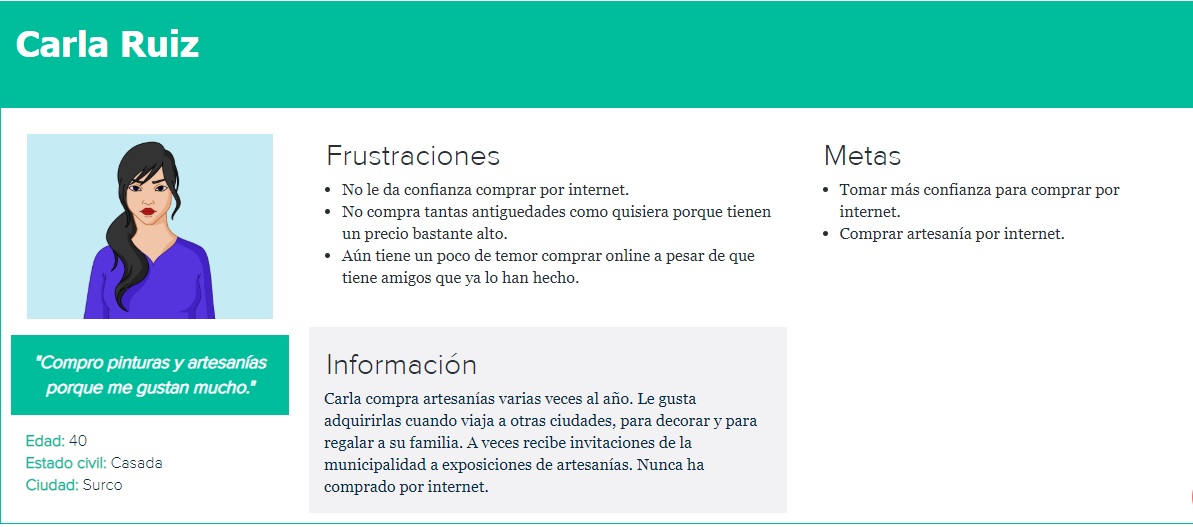 Carla Ruiz
Frustraciones
No le da confianza comprar por internet.
No compra tantas antiguedades como quisiera porque tienen
un precio bastante alto.
Aún tiene un poco de temor comprar online a pesar de que
tiene amigos que ya lo han hecho.
Metas
Tomar más confianza para comprar por
internet.
Comprar artesanía por internet.
"Compro pinturas y artesanías
porque me gustan mucho."
Edad: 40
Estado civil: Casada
Ciudad: Surco
Información
Carla compra artesanías varias veces al año. Le gusta
adquirirlas cuando viaja a otras ciudades, para decorar y para
regalar a su familia. A veces recibe invitaciones de la
municipalidad a exposiciones de artesanías. Nunca ha
comprado por internet.